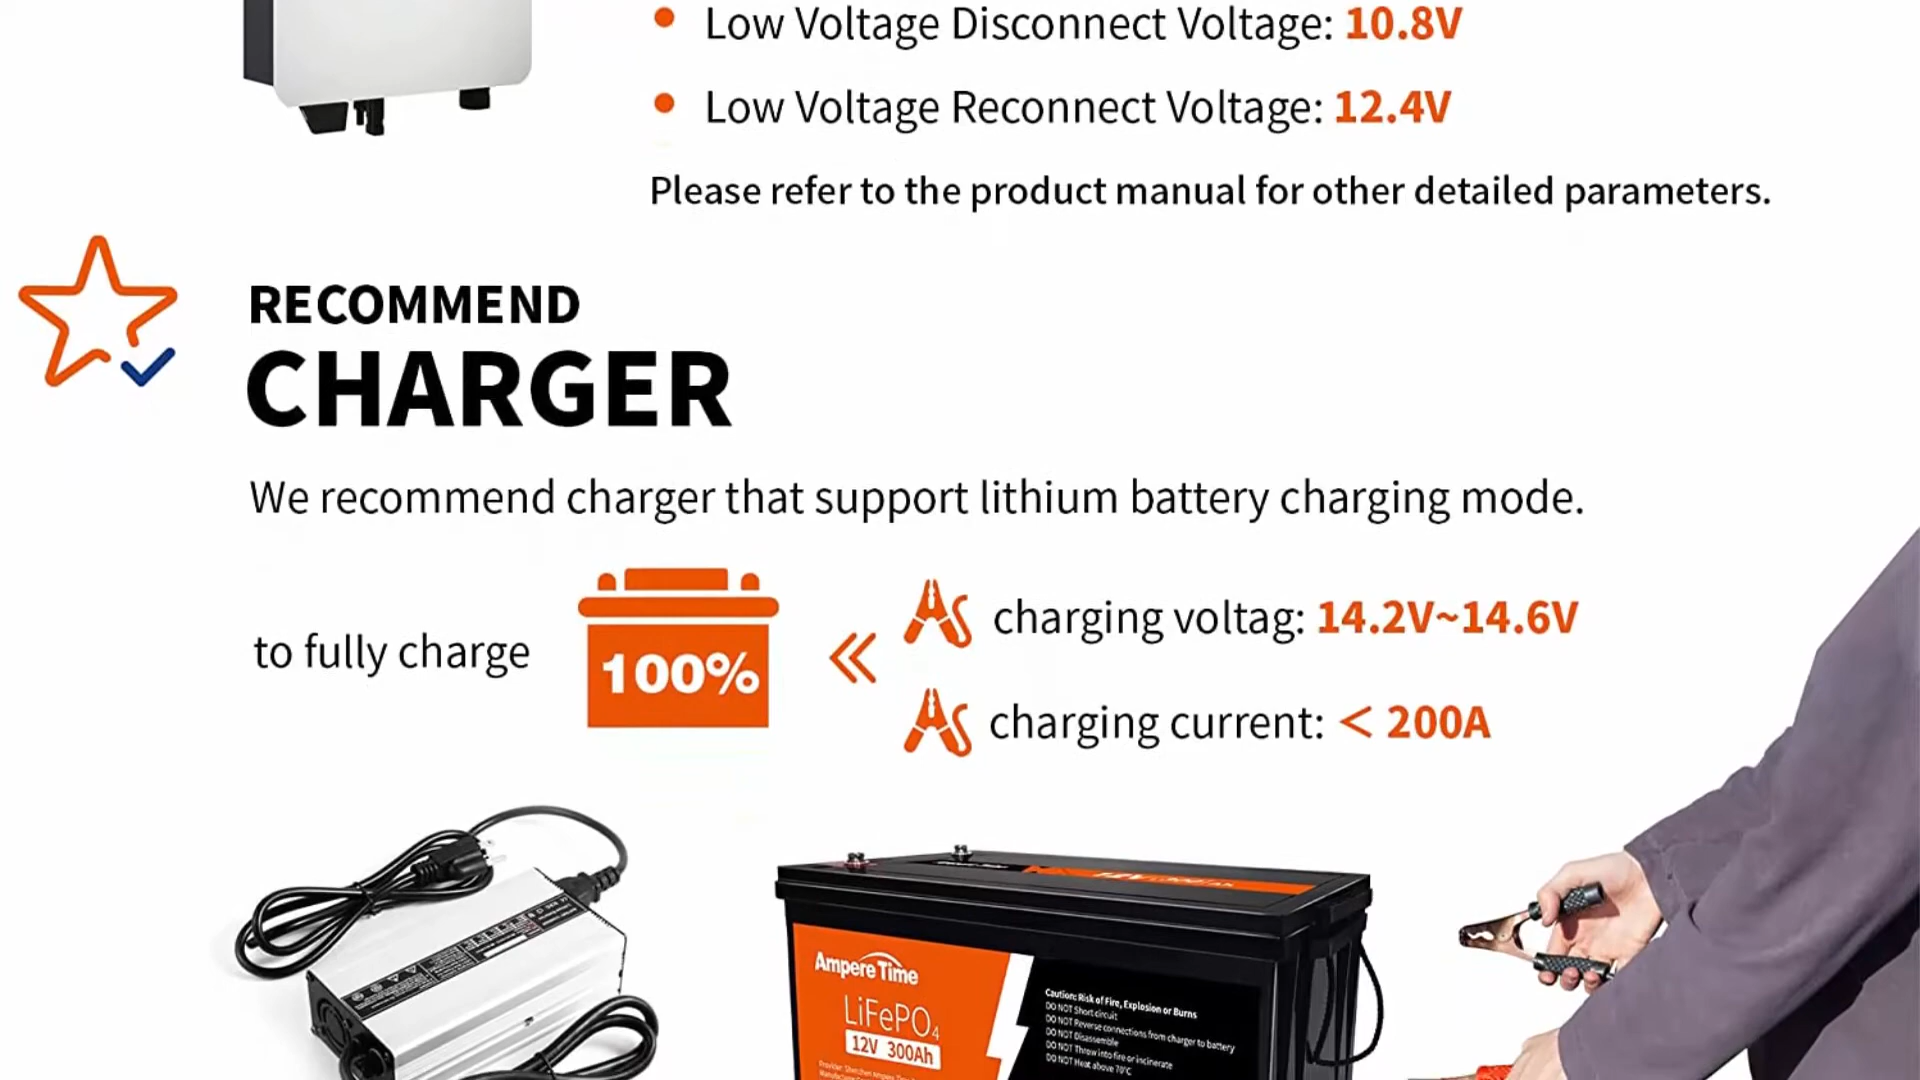 Low Voltage Disconnect Voltage: 10.8V
Low Voltage Reconnect Voltage: 12.4V
Please refer to the product manual for other detailed parameters.
RECOMMEND
CHARGER
We recommend charger that support lithium battery charging mode.
to fully charge
100%
charging voltag: 14.2V~14.6V
charging current: < 200A
Ampere Time
LiFePO4
12V 300Ah
Caution: Risk of Fire, Explosion or Burns
DO NOT Short circuit
DO NOT Reverse connections from charger to battery
DO NOT Disassemble
DO NOT Throw into fire or incinerate
DO NOT Heat above 70°C